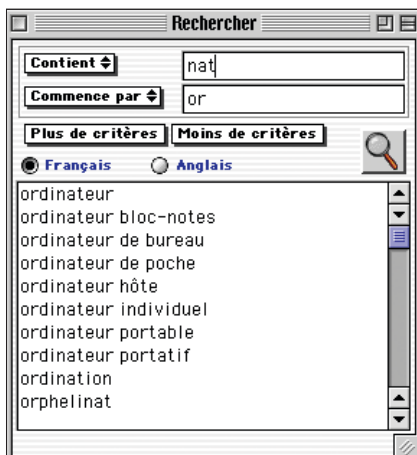 Rechercher
Contient nat
Commence par or
Plus de critères Moins de critères
Français Anglais
ordinateur
ordinateur bloc-notes
ordinateur de bureau
ordinateur de poche
ordinateur hôte
ordinateur individuel
ordinateur portable
ordinateur portatif
ordination
orphelinat